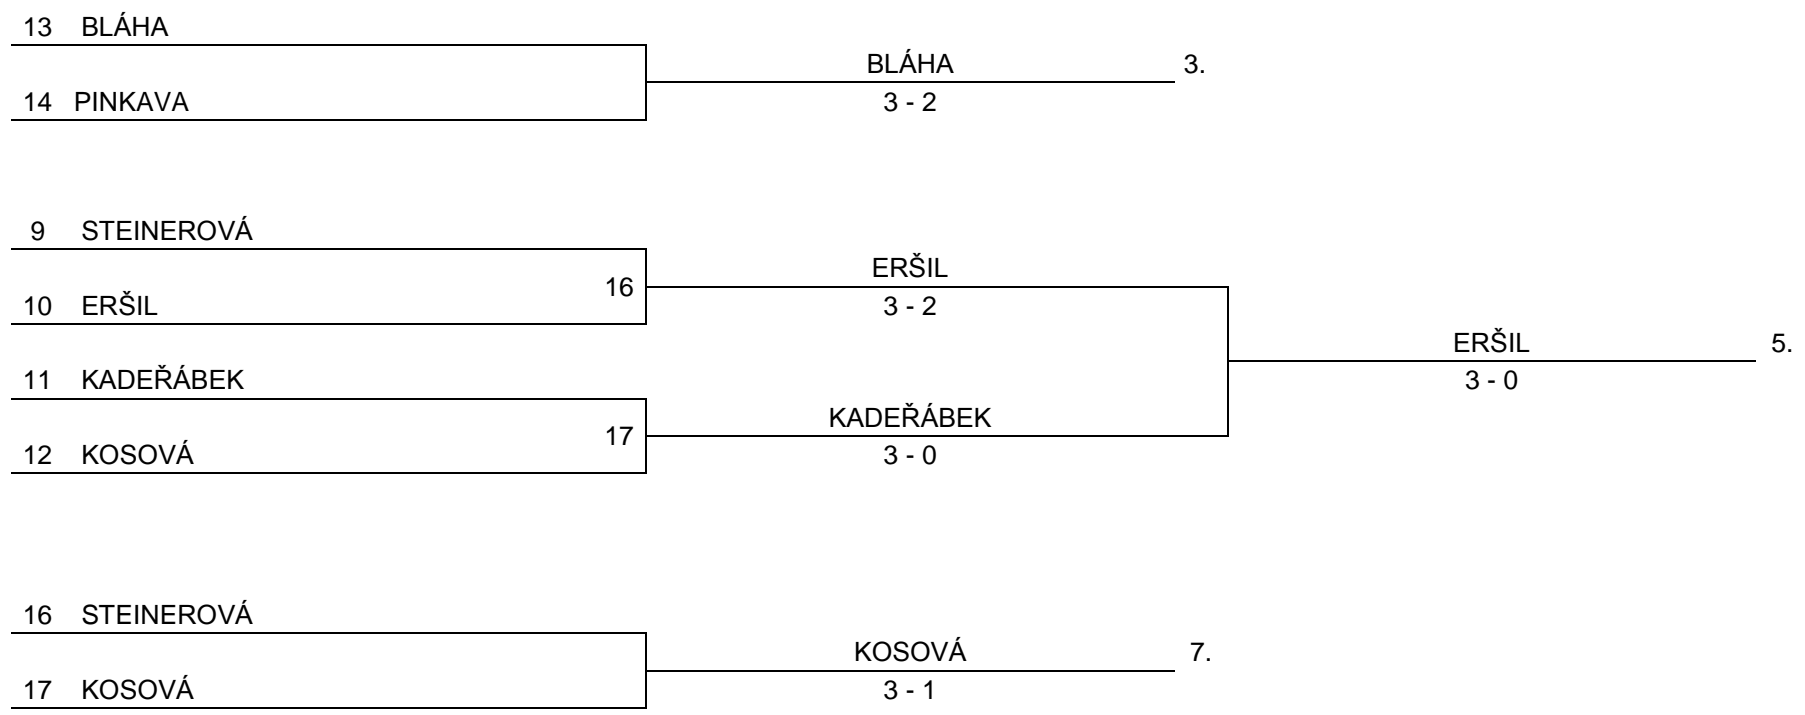 13 BLÁHA
BLÁHA 3.
14 PINKAVA 3 - 2
9 STEINEROVÁ
ERŠIL
16
10 ERŠIL 3 - 2
ERŠIL 5.
11 KADEŘÁBEK 3 - 0
KADEŘÁBEK
17
12 KOSOVÁ 3 - 0
16 STEINEROVÁ
KOSOVÁ 7.
17 KOSOVÁ 3 - 1